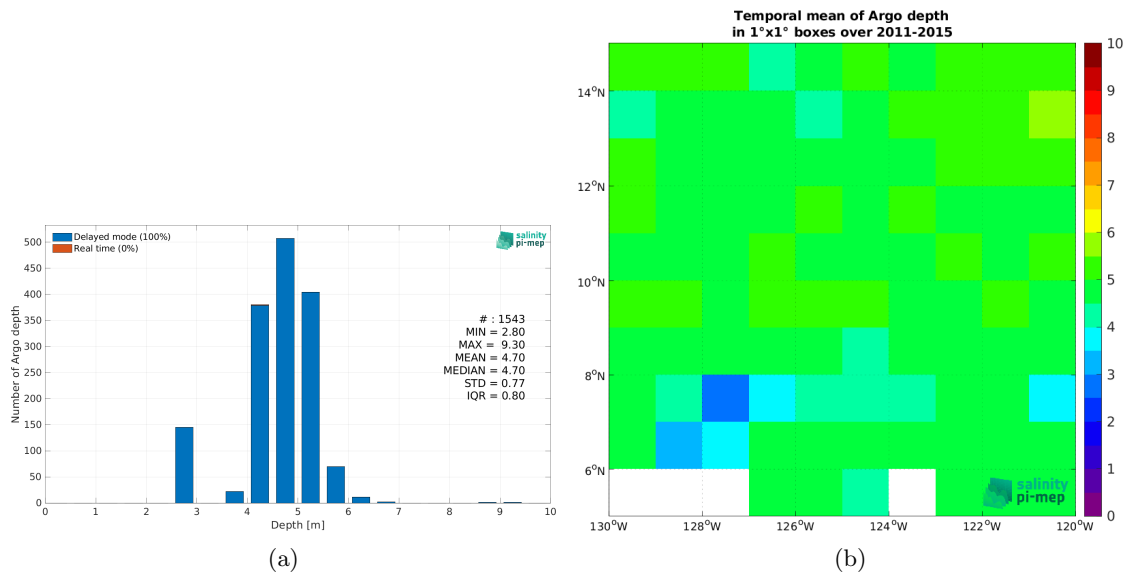 Delayed mode (100%)
Real time (0%)
salinity
pi-mep
500
450
400
350
300
250
200
150
100
50
0
Number of Argo depth
# : 1543
MIN = 2.80
MAX = 9.30
MEAN = 4.70
MEDIAN = 4.70
STD = 0.77
IQR = 0.80
0 1 2 3 4 5 6 7 8 9 10
Depth [m]
(a)
Temporal mean of Argo depth
in 1°x1° boxes over 2011-2015
14°N
12°N
10°N
8°N
6°N
130°W 128°W 126°W 124°W 122°W 120°W
salinity
pi-mep
10
9
8
7
6
5
4
3
2
1
0
(b)